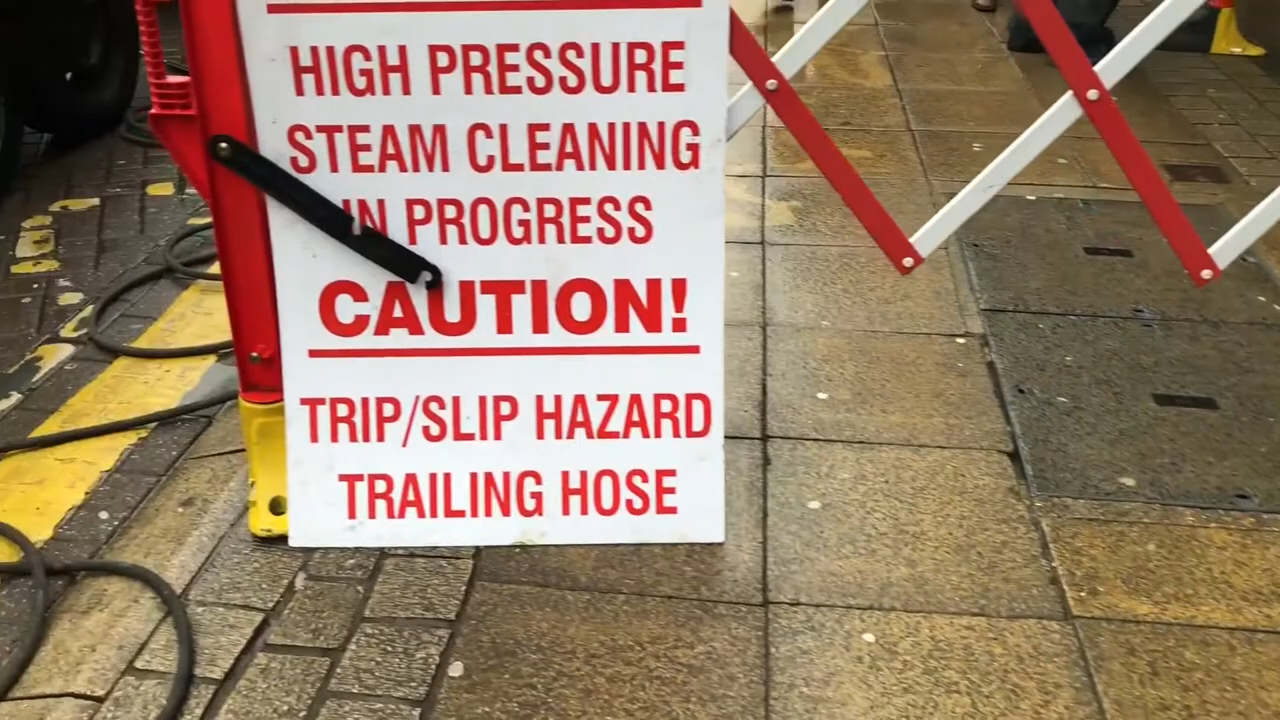 HIGH PRESSURE
STEAM CLEANING
IN PROGRESS
CAUTION!
TRIP/SLIP HAZARD
TRAILING HOSE